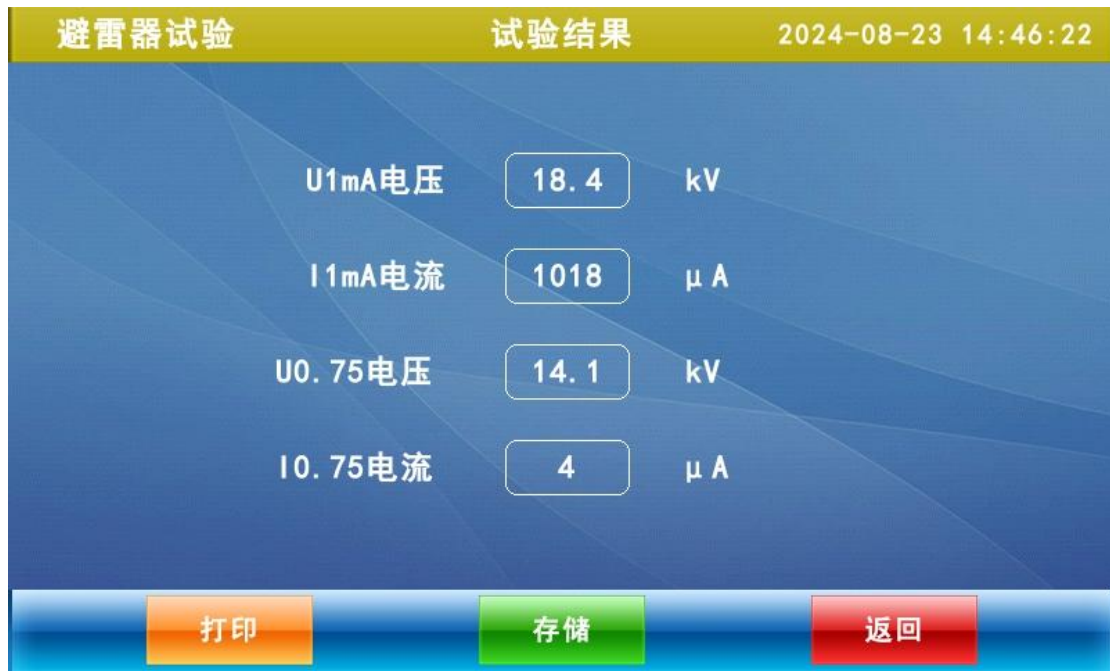 避雷器试验 试验结果 2024-08-23 14:46:22
U1mA电压 18.4 kV
I1mA电流 1018 μA
U0.75电压 14.1 kV
I0.75电流 4 μA
打印 存储 返回